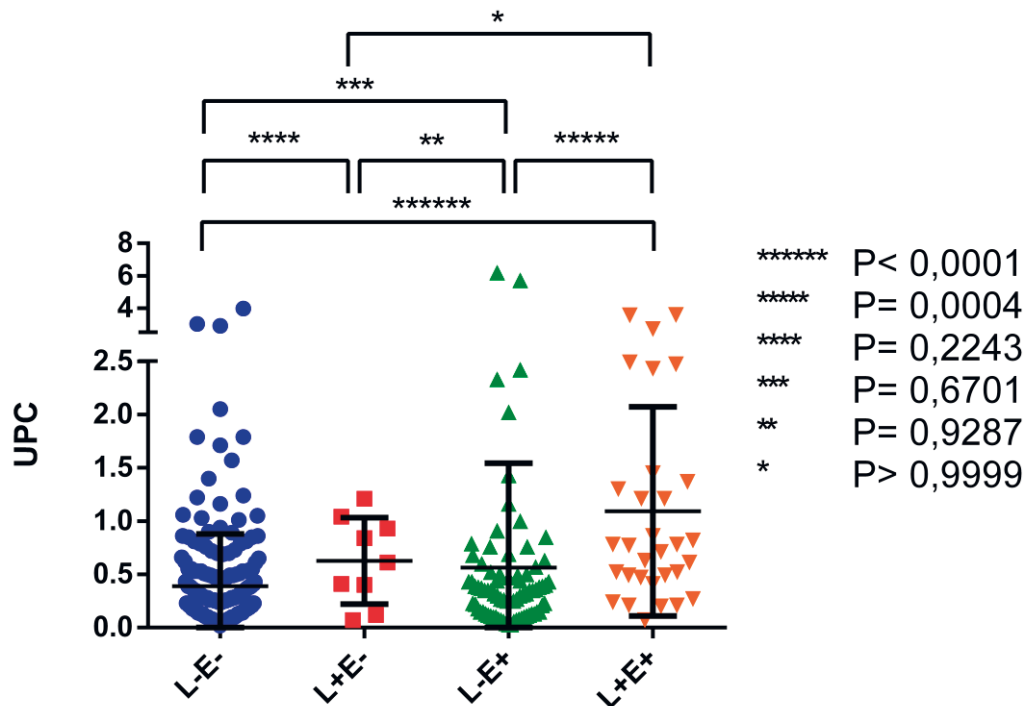 *
***
****
**
*****
******
8
6
4
2.5
2.0
1.5
1.0
0.5
0.0
UPC
L-E-
L+E-
L-E+
L+E+
****** P< 0,0001
***** P= 0,0004
**** P= 0,2243
*** P= 0,6701
** P= 0,9287
* P> 0,9999